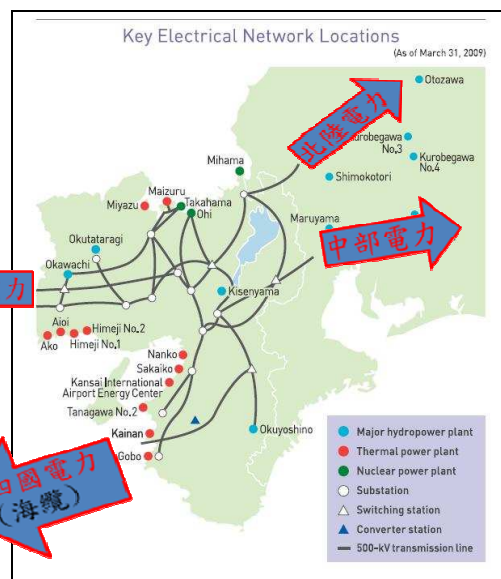 Key Electrical Network Locations
(As of March 31, 2009)
Otozawa
北陸電力
urobegawa
No.3
Kurobegawa
No.4
Mihama
Shimokotori
Maizuru
Miyazu
Takahama
Ohi
Maruyama
中部電力
Okutataragi
Okawachi
力
Kisenyama
Aioi
Himeji No.2
Ako
Himeji No.1
Nanko
Sakaiko
Kansai International
Airport Energy Center
Tanagawa No.2
Kainan
Okuyoshino
Gobo
四國電力
(海纜)
Major hydropower plant
Thermal power plant
Nuclear power plant
Substation
Switching station
Converter station
500-kV transmission line